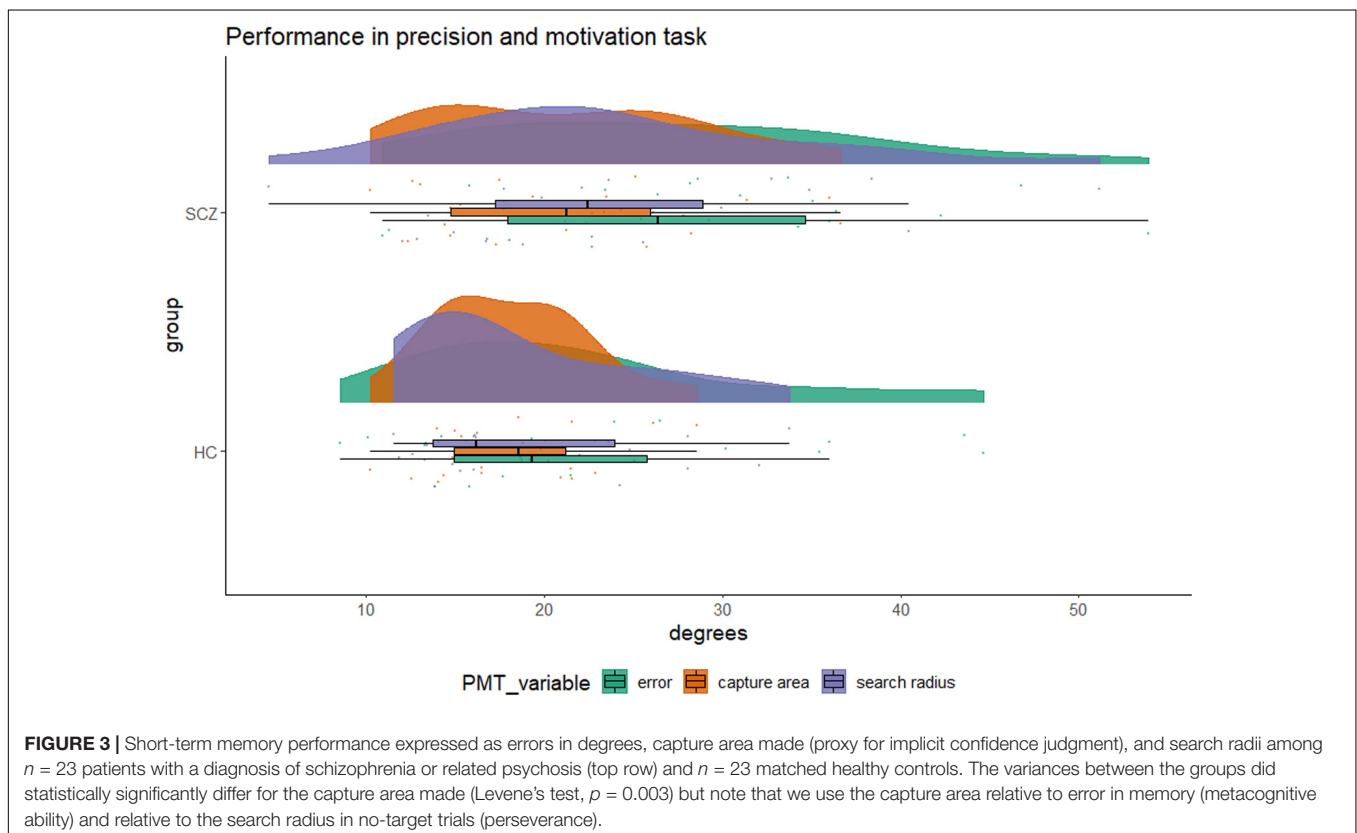 Performance in precision and motivation task
SCZ
HC
group
10 20 30 40 50
degrees
PMT_variable error capture area search radius
FIGURE 3 | Short-term memory performance expressed as errors in degrees, capture area made (proxy for implicit confidence judgment), and search radii among
n = 23 patients with a diagnosis of schizophrenia or related psychosis (top row) and n = 23 matched healthy controls. The variances between the groups did
statistically significantly differ for the capture area made (Levene's test, p = 0.003) but note that we use the capture area relative to error in memory (metacognitive
ability) and relative to the search radius in no-target trials (perseverance).